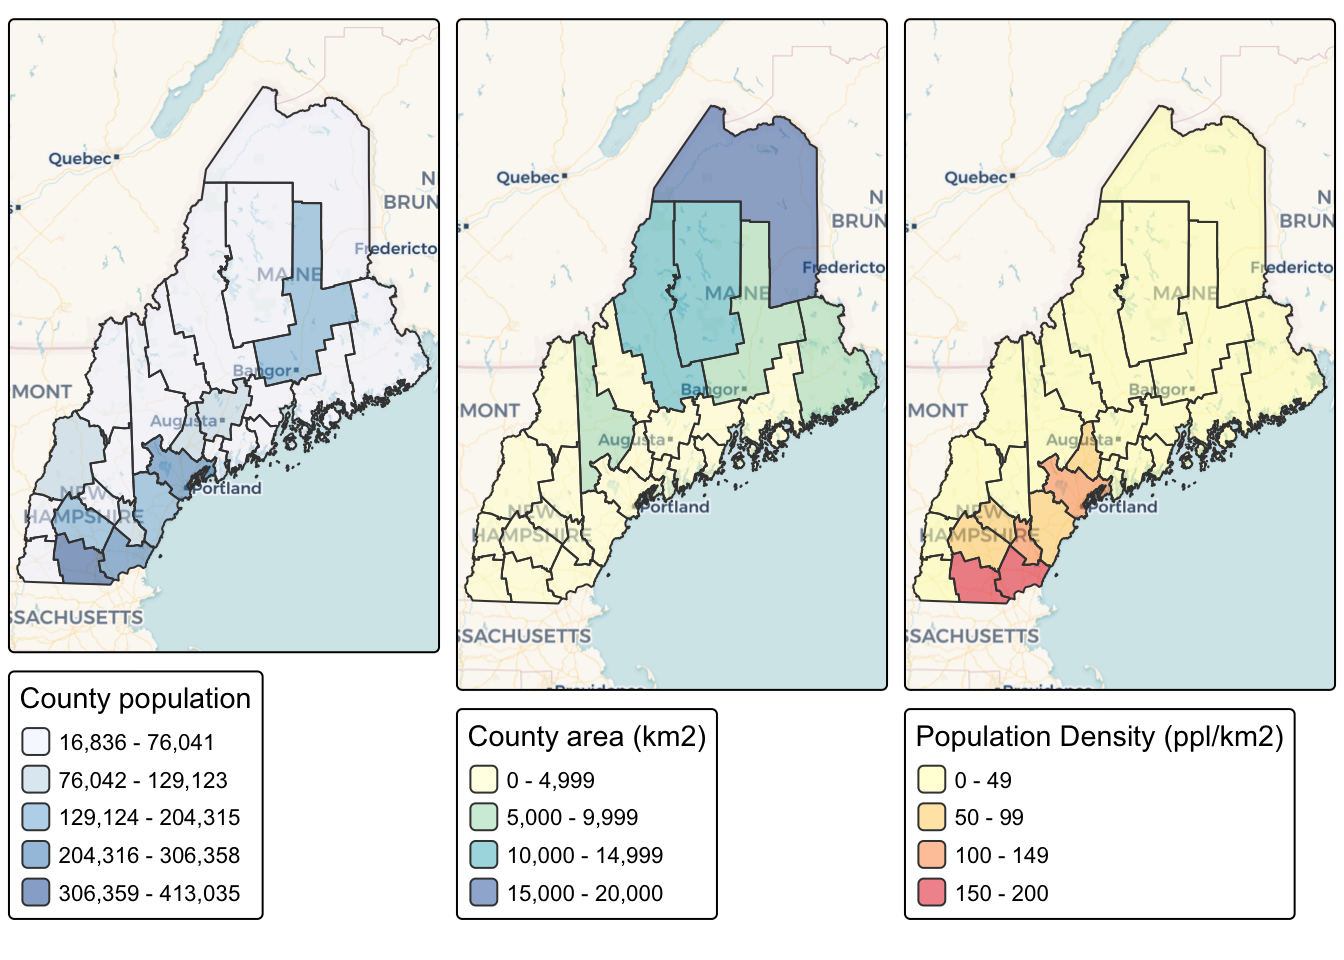 Quebec
s
N
BRUN
Fredericto
MAINE
Bangor
MONT
Augusta
Portland
NEW
HAMPSHIRE
SSACHUSETTS
County population
16,836 - 76,041
76,042 - 129,123
129,124 - 204,315
204,316 - 306,358
306,359 - 413,035
Quebec
N
BRUN
Fredericto
MAINE
Bangor
MONT
Augusta
Portland
NEW
HAMPSHIRE
SSACHUSETTS
Providence
County area (km2)
0 - 4,999
5,000 - 9,999
10,000 - 14,999
15,000 - 20,000
Quebec
N
BRUN
Fredericto
MAINE
Bangor
MONT
Augusta
Portland
NEW
HAMPSHIRE
SSACHUSETTS
Providence
Population Density (ppl/km2)
0 - 49
50 - 99
100 - 149
150 - 200